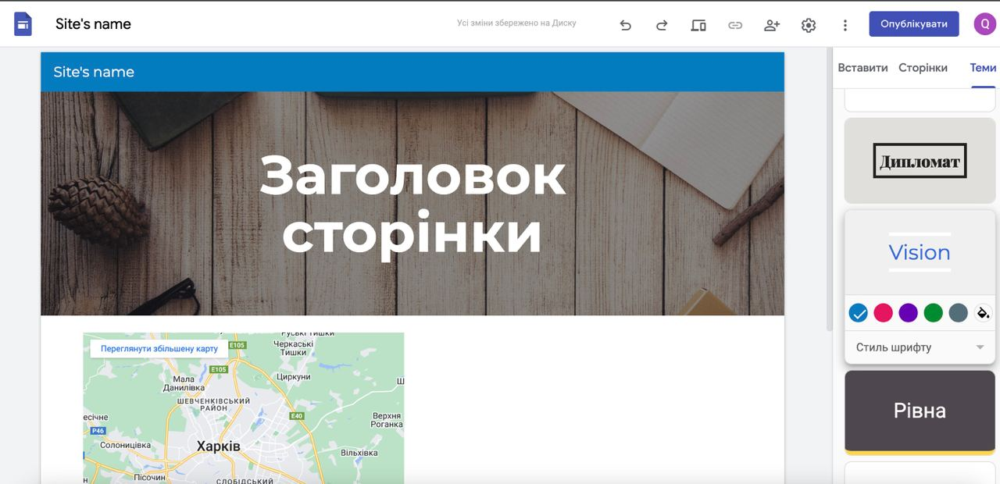 Site's name
Усі зміни збережено на Диску
Опублікувати
Q
Site's name
Заголовок
сторінки
Переглянути збільшену карту
E105
Руські Тишки
Черкаські
Тишки
E105
Циркуни
Мала
Данилівка
ШЕВЧЕНКІВСЬКИЙ
РАЙОН
E40
Верхня
Роганка
P46
Солоницівка
Харків
Вільхівка
Пісочин
СЛОБІДСЬКИЙ
Вставити
Сторінки
Теми
Дипломат
Vision
Стиль шрифту
Рівна